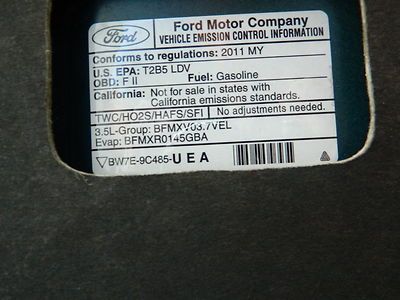 Ford
Ford Motor Company
VEHICLE EMISSION CONTROL INFORMATION
Conforms to regulations: 2011 MY
U.S. EPA: T2B5 LDV
OBD: F II Fuel: Gasoline
California: Not for sale in states with
California emissions standards.
TWC/HO2S/HAFS/SFI No adjustments needed.
3.5L-Group: BFMXV03.7VEL
Evap: BFMXR0145GBA
BW7E-9C485-UEA